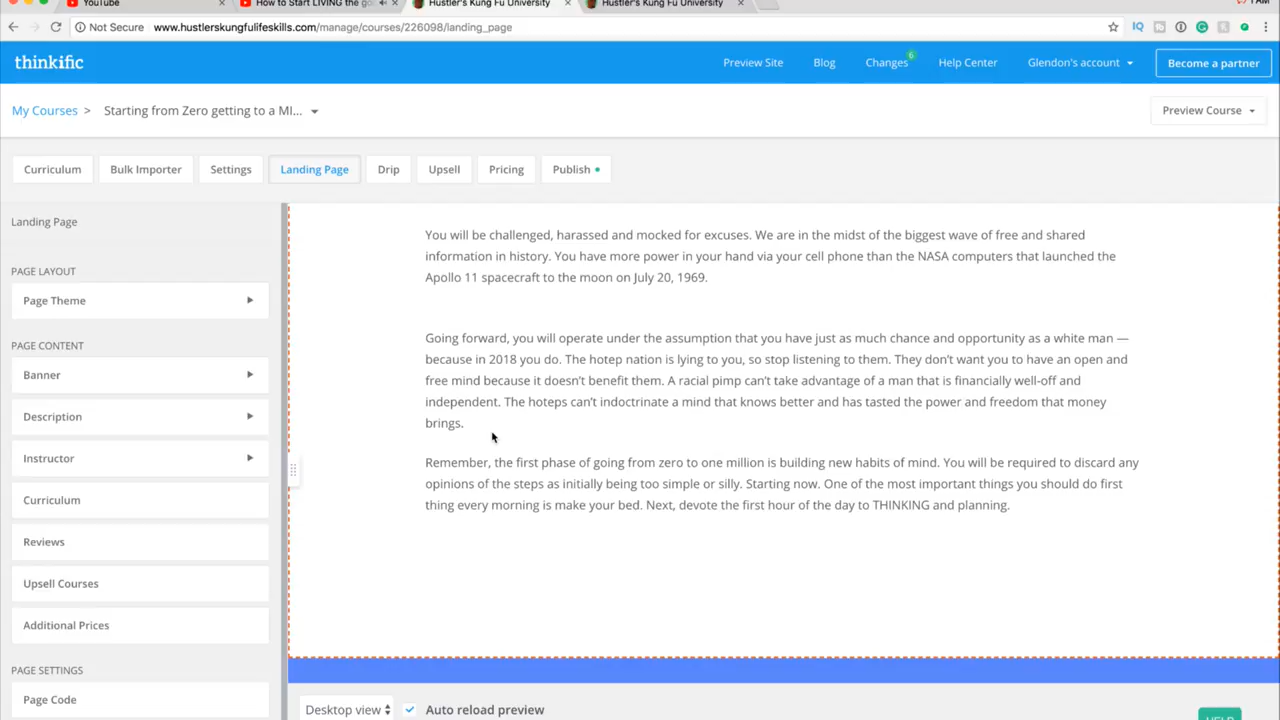 YouTube
How to Start LIVING the go
Hustler's Kung Fu University
Hustler's Kung Fu University
Not Secure
www.hustlerskungfulifeskills.com/manage/courses/226098/landing_page
thinkific
Preview Site
Blog
Changes
6
Help Center
Glendon's account
Become a partner
My Courses >
Starting from Zero getting to a MI...
Preview Course
Curriculum
Bulk Importer
Settings
Landing Page
Drip
Upsell
Pricing
Publish
Landing Page
PAGE LAYOUT
Page Theme
PAGE CONTENT
Banner
Description
Instructor
Curriculum
Reviews
Upsell Courses
Additional Prices
PAGE SETTINGS
Page Code
You will be challenged, harassed and mocked for excuses. We are in the midst of the biggest wave of free and shared
information in history. You have more power in your hand via your cell phone than the NASA computers that launched the
Apollo 11 spacecraft to the moon on July 20, 1969.
Going forward, you will operate under the assumption that you have just as much chance and opportunity as a white man —
because in 2018 you do. The hotep nation is lying to you, so stop listening to them. They don't want you to have an open and
free mind because it doesn't benefit them. A racial pimp can't take advantage of a man that is financially well-off and
independent. The hoteps can't indoctrinate a mind that knows better and has tasted the power and freedom that money
brings.
Remember, the first phase of going from zero to one million is building new habits of mind. You will be required to discard any
opinions of the steps as initially being too simple or silly. Starting now. One of the most important things you should do first
thing every morning is make your bed. Next, devote the first hour of the day to THINKING and planning.
Desktop view
Auto reload preview
HELP